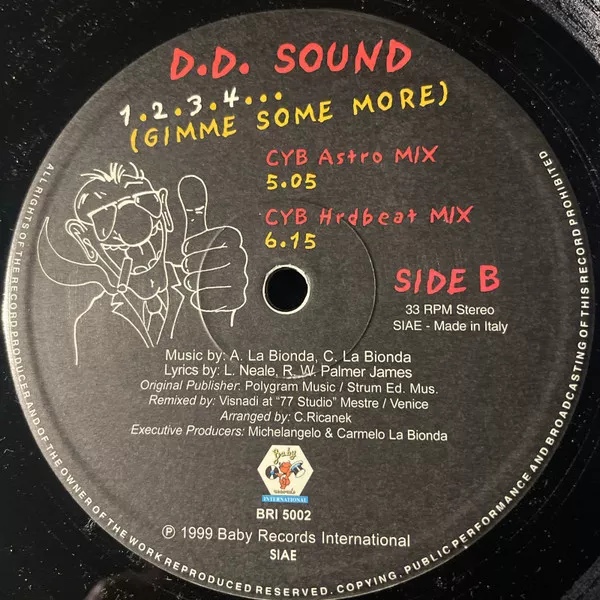 D.D. SOUND
1.2.3.4...
(GIMME SOME MORE)
CYB Astro MIX
5.05
CYB Hrdbeat MIX
6.15
SIDE B
33 RPM Stereo
SIAE - Made in Italy
Music by: A. La Bionda, C. La Bionda
Lyrics by: L. Neale, R. W. Palmer James
Original Publisher: Polygram Music / Strum Ed. Mus.
Remixed by: Visnadi at "77 Studio" Mestre / Venice
Arranged by: C.Ricanek
Executive Producers: Michelangelo & Carmelo La Bionda
Baby
records
INTERNATIONAL
BRI 5002
℗ 1999 Baby Records International
SIAE
ALL RIGHTS OF THE RECORD PRODUCER AND OF THE OWNER OF THE WORK REPRODUCED RESERVED. COPYING, PUBLIC PERFORMANCE AND BROADCASTING OF THIS RECORD PROHIBITED